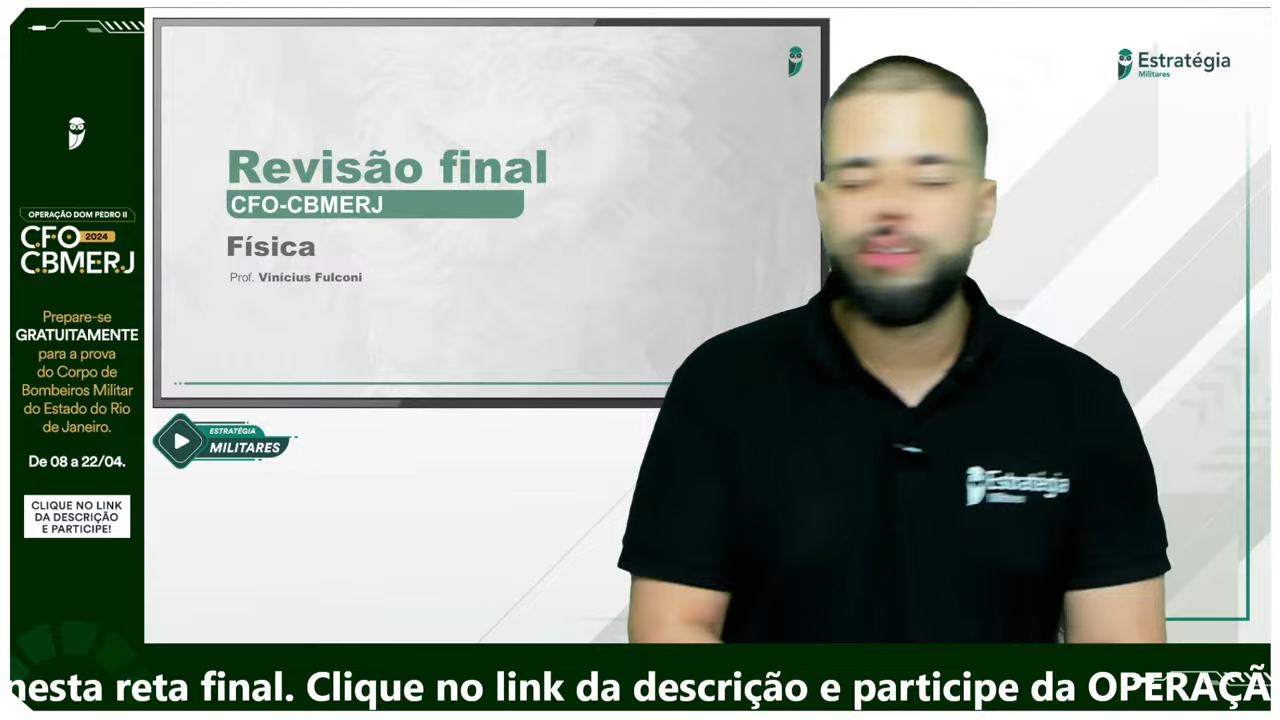 OPERAÇÃO DOM PEDRO II
CFO 2024
CBMERJ
Prepare-se
GRATUITAMENTE
para a prova
do Corpo de
Bombeiros Militar
do Estado do Rio
de Janeiro.
De 08 a 22/04.
CLIQUE NO LINK
DA DESCRIÇÃO
E PARTICIPE!
Revisão final
CFO-CBMERJ
Física
Prof. Vinícius Fulconi
ESTRATÉGIA
MILITARES
Estratégia
Militares
Estratégia
nesta reta final. Clique no link da descrição e participe da OPERAÇÃ